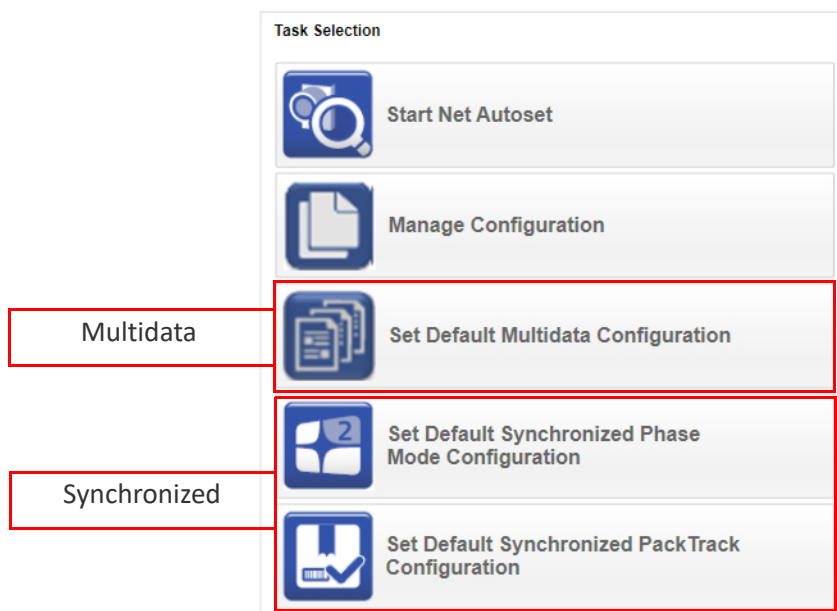 Task Selection
Start Net Autoset
Manage Configuration
Multidata
Set Default Multidata Configuration
2
Set Default Synchronized Phase
Mode Configuration
Synchronized
Set Default Synchronized PackTrack
Configuration